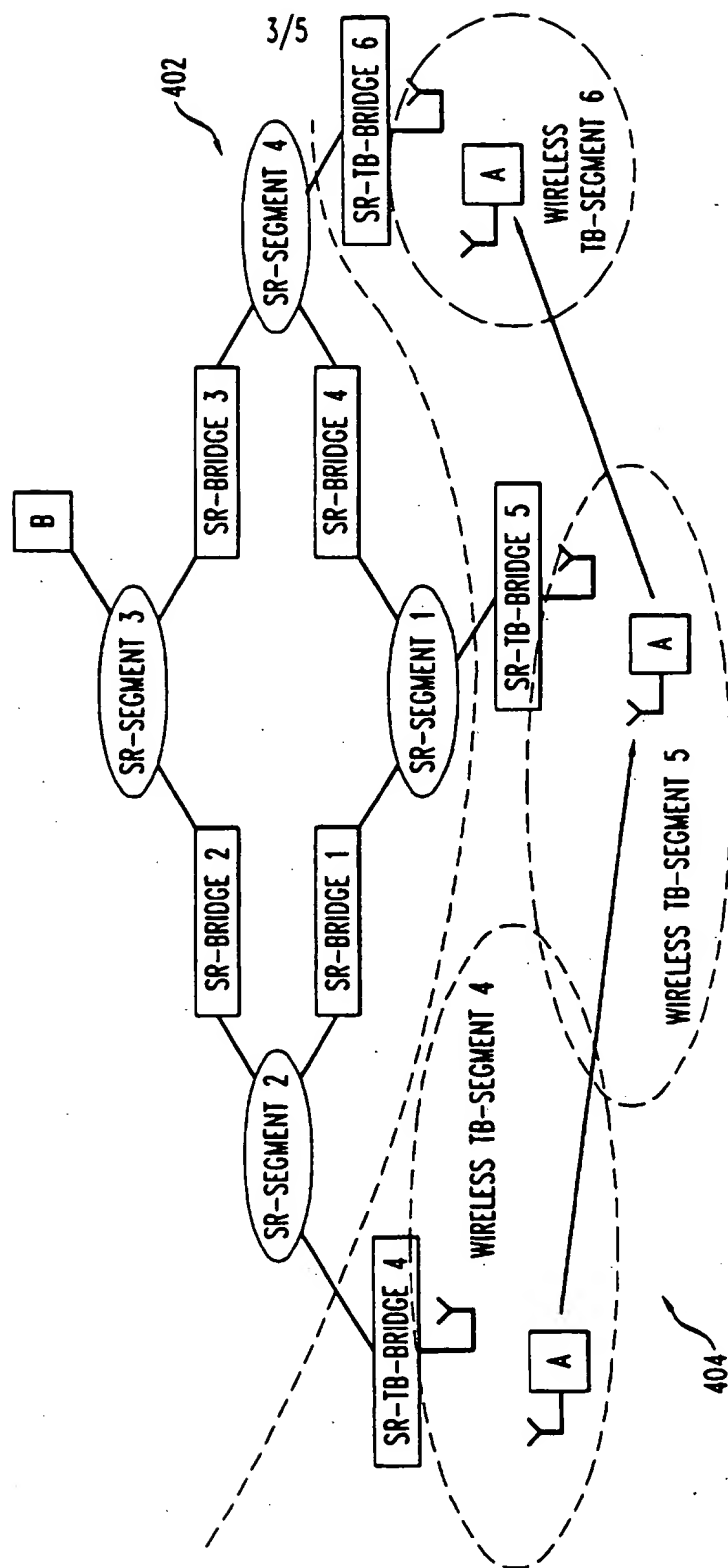 3/5
402
B
SR-SEGMENT 3
SR-BRIDGE 2
SR-BRIDGE 3
SR-SEGMENT 2
SR-SEGMENT 4
SR-BRIDGE 1
SR-BRIDGE 4
SR-SEGMENT 1
SR-TB-BRIDGE 4
SR-TB-BRIDGE 5
SR-TB-BRIDGE 6
WIRELESS TB-SEGMENT 4
A
A
WIRELESS TB-SEGMENT 5
A
WIRELESS
TB-SEGMENT 6
404